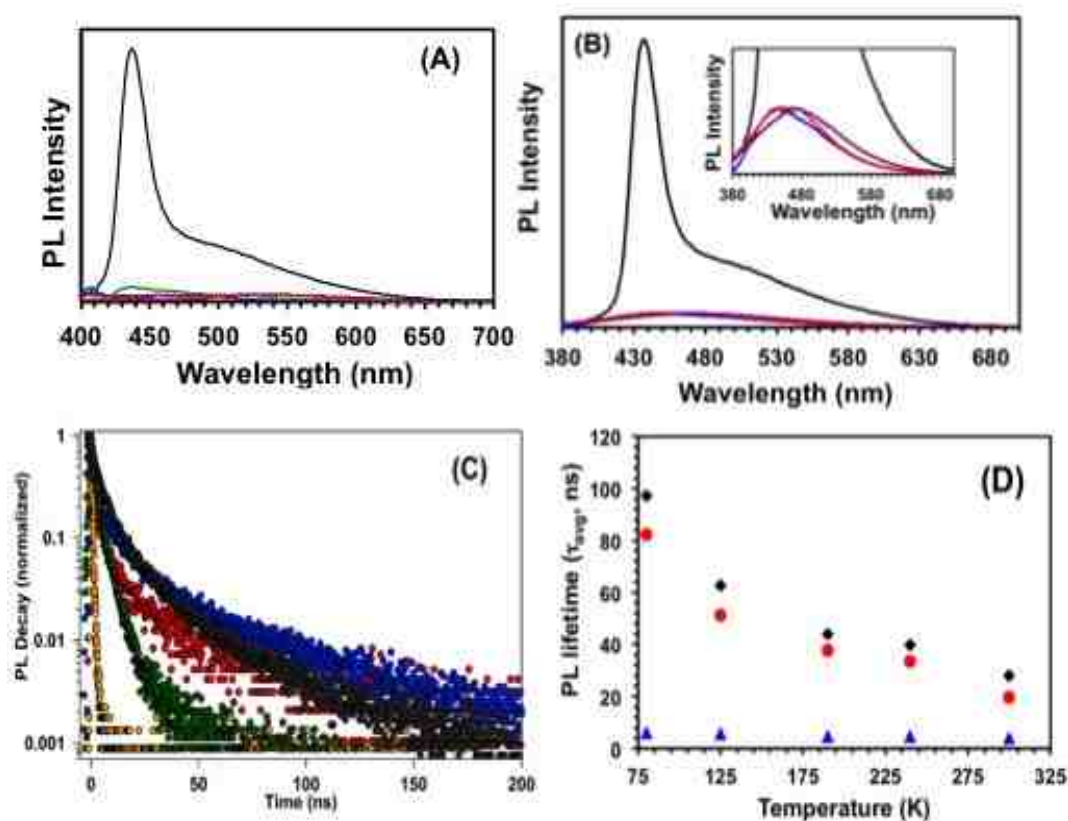 (A)
PL Intensity
400 450 500 550 600 650 700
Wavelength (nm)
(B)
PL Intensity
380 430 480 530 580 630 680
Wavelength (nm)
PL Intensity
380 480 580 680
Wavelength (nm)
(C)
PL Decay (normalized)
1
0.1
0.01
0.001
0 50 100 150 200
Time (ns)
(D)
PL lifetime (τavg, ns)
120
100
80
60
40
20
0
75 125 175 225 275 325
Temperature (K)